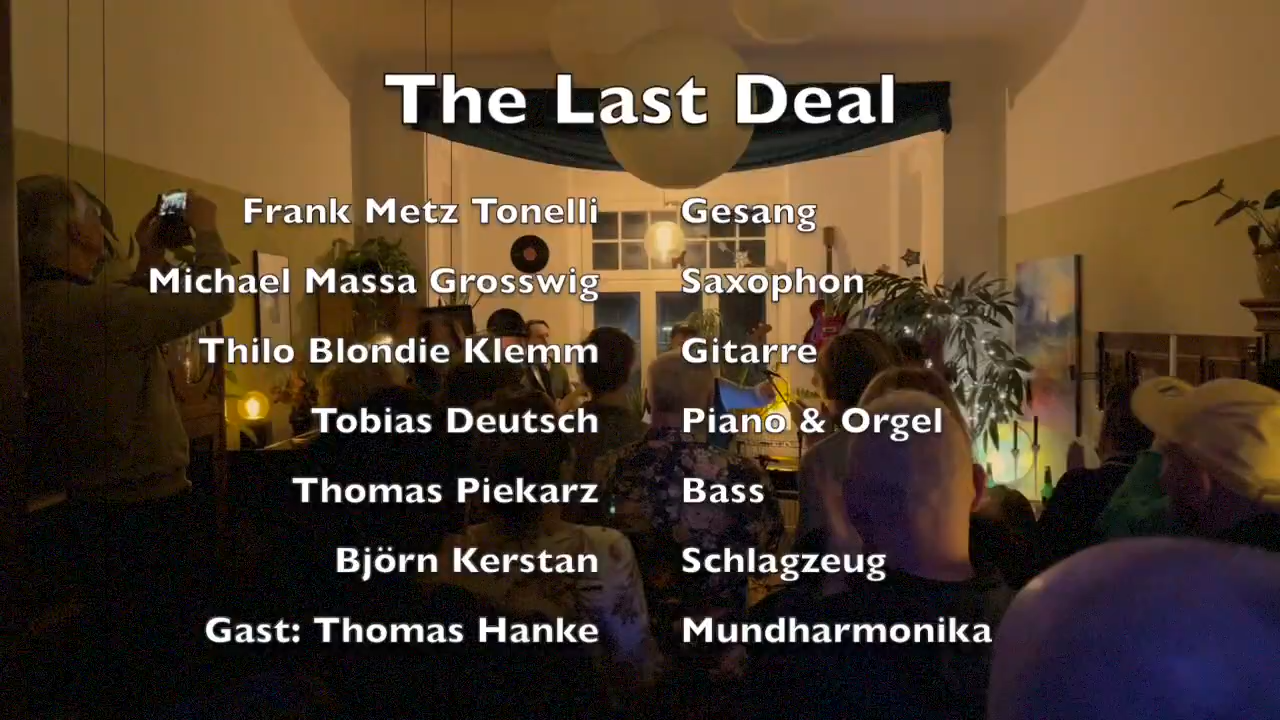 The Last Deal
Frank Metz Tonelli Gesang
Michael Massa Grosswig Saxophon
Thilo Blondie Klemm Gitarre
Tobias Deutsch Piano & Orgel
Thomas Piekarz Bass
Björn Kerstan Schlagzeug
Gast: Thomas Hanke Mundharmonika